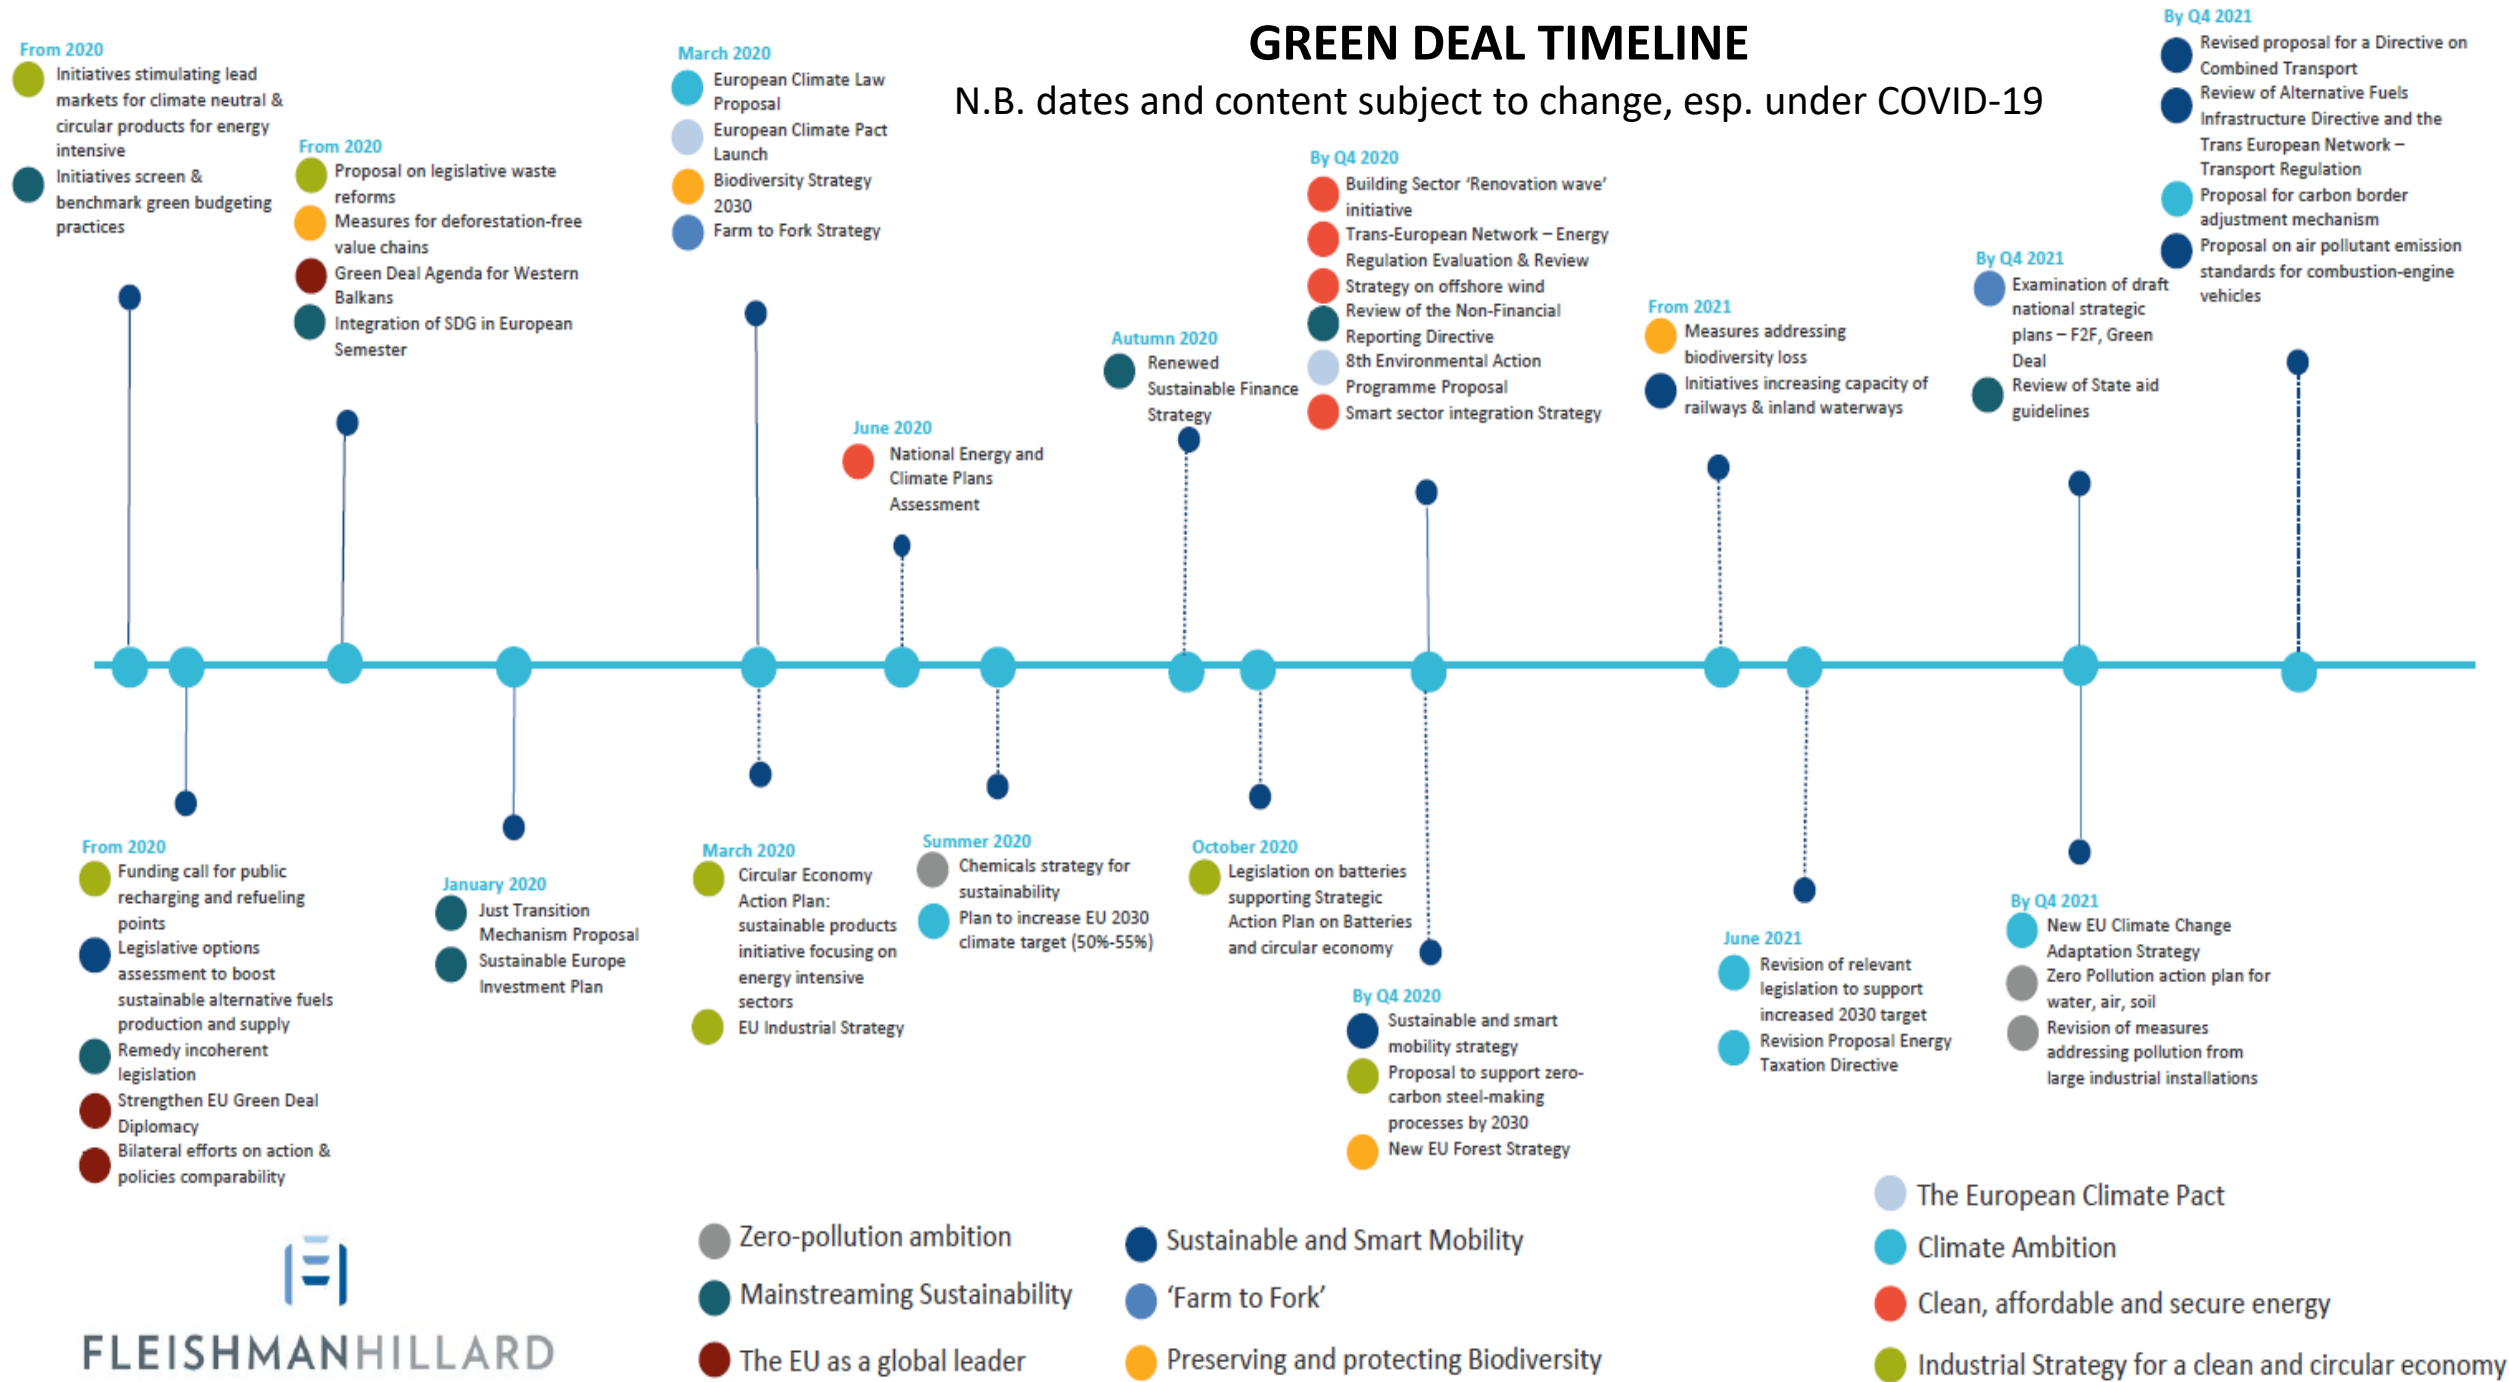 GREEN DEAL TIMELINE
N.B. dates and content subject to change, esp. under COVID-19
From 2020
Initiatives stimulating lead
markets for climate neutral &
circular products for energy
intensive
Initiatives screen &
benchmark green budgeting
practices
From 2020
Proposal on legislative waste
reforms
Measures for deforestation-free
value chains
Green Deal Agenda for Western
Balkans
Integration of SDG in European
Semester
March 2020
European Climate Law
Proposal
European Climate Pact
Launch
Biodiversity Strategy
2030
Farm to Fork Strategy
June 2020
National Energy and
Climate Plans
Assessment
Autumn 2020
Renewed
Sustainable Finance
Strategy
By Q4 2020
Building Sector ‘Renovation wave’
initiative
Trans-European Network – Energy
Regulation Evaluation & Review
Strategy on offshore wind
Review of the Non-Financial
Reporting Directive
8th Environmental Action
Programme Proposal
Smart sector integration Strategy
From 2021
Measures addressing
biodiversity loss
Initiatives increasing capacity of
railways & inland waterways
By Q4 2021
Examination of draft
national strategic
plans – F2F, Green
Deal
Review of State aid
guidelines
By Q4 2021
Revised proposal for a Directive on
Combined Transport
Review of Alternative Fuels
Infrastructure Directive and the
Trans European Network –
Transport Regulation
Proposal for carbon border
adjustment mechanism
Proposal on air pollutant emission
standards for combustion-engine
vehicles
From 2020
Funding call for public
recharging and refueling
points
Legislative options
assessment to boost
sustainable alternative fuels
production and supply
Remedy incoherent
legislation
Strengthen EU Green Deal
Diplomacy
Bilateral efforts on action &
policies comparability
January 2020
Just Transition
Mechanism Proposal
Sustainable Europe
Investment Plan
March 2020
Circular Economy
Action Plan:
sustainable products
initiative focusing on
energy intensive
sectors
EU Industrial Strategy
Summer 2020
Chemicals strategy for
sustainability
Plan to increase EU 2030
climate target (50%-55%)
October 2020
Legislation on batteries
supporting Strategic
Action Plan on Batteries
and circular economy
By Q4 2020
Sustainable and smart
mobility strategy
Proposal to support zero-
carbon steel-making
processes by 2030
New EU Forest Strategy
June 2021
Revision of relevant
legislation to support
increased 2030 target
Revision Proposal Energy
Taxation Directive
By Q4 2021
New EU Climate Change
Adaptation Strategy
Zero Pollution action plan for
water, air, soil
Revision of measures
addressing pollution from
large industrial installations
FLEISHMANHILLARD
Zero-pollution ambition
Mainstreaming Sustainability
The EU as a global leader
Sustainable and Smart Mobility
‘Farm to Fork’
Preserving and protecting Biodiversity
The European Climate Pact
Climate Ambition
Clean, affordable and secure energy
Industrial Strategy for a clean and circular economy